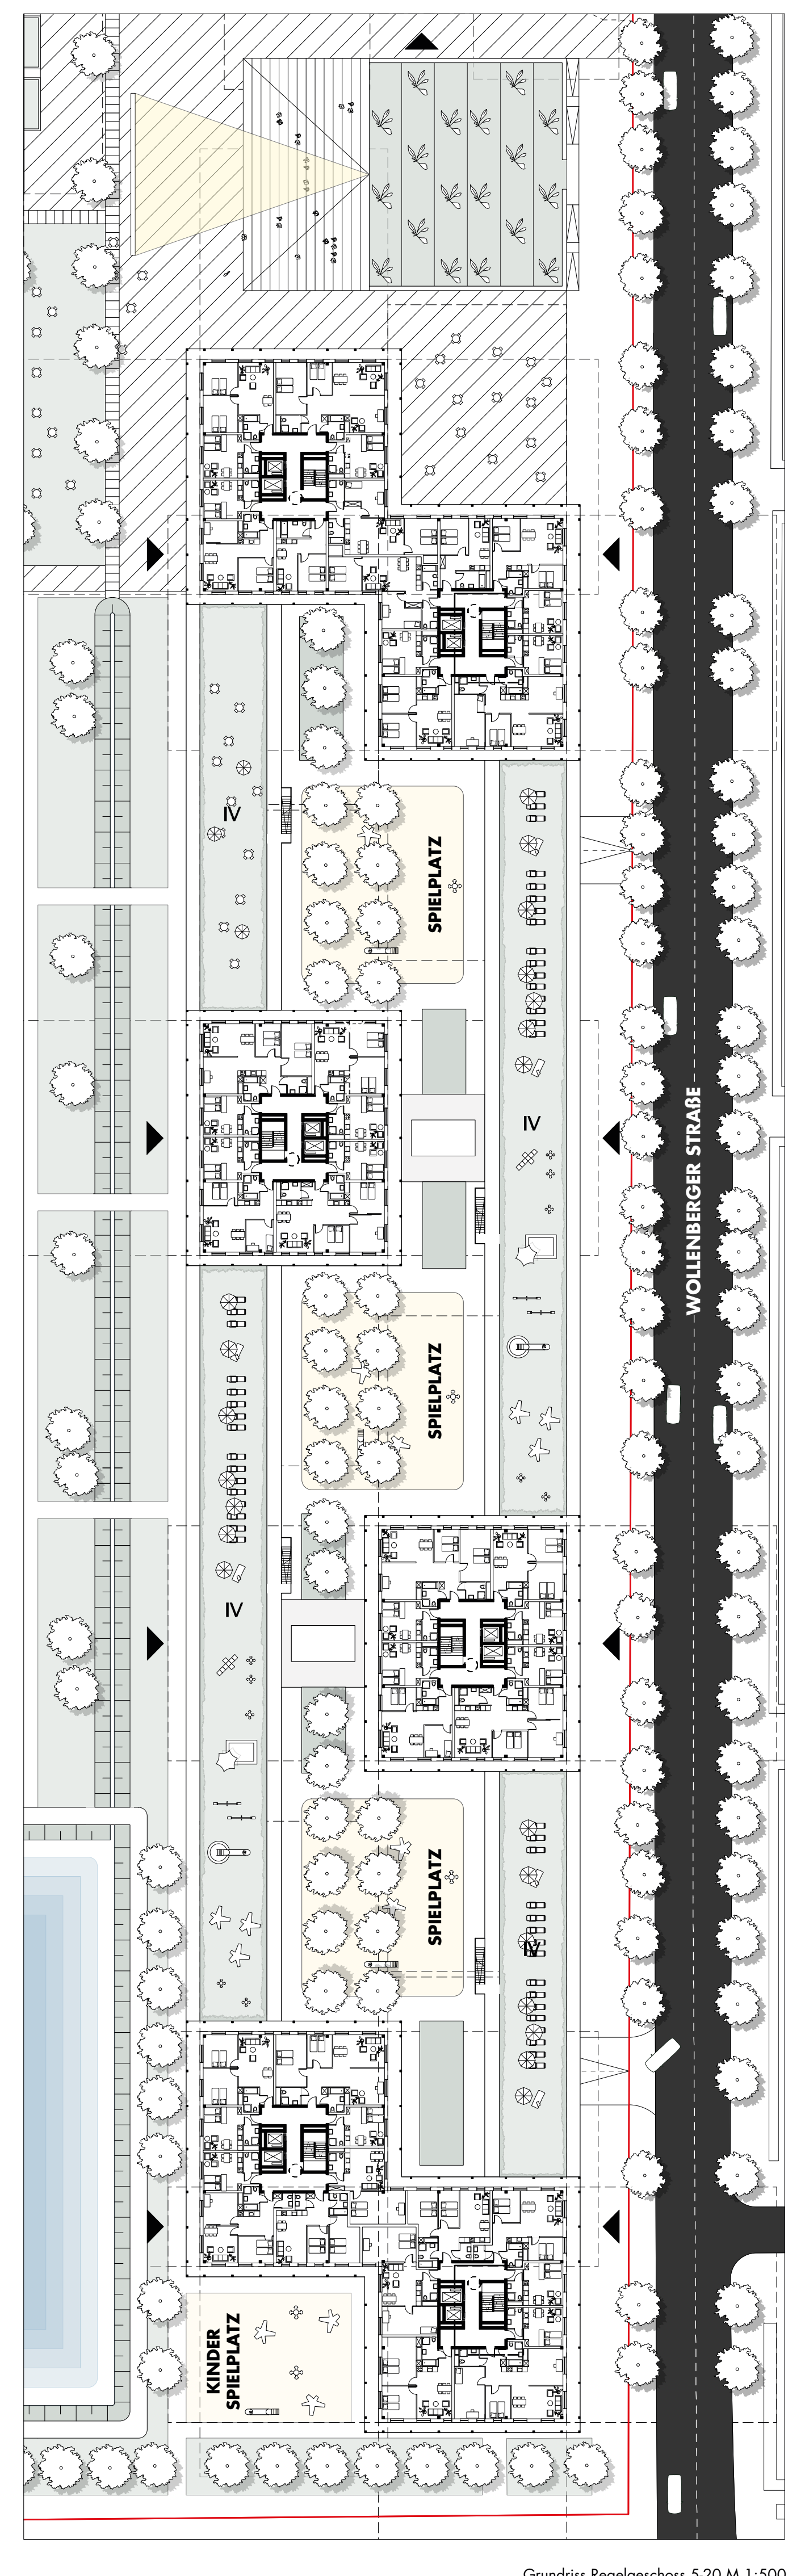 IV
SPIELPLATZ
IV
WOLLENBERGER STRAßE
SPIELPLATZ
IV
SPIELPLATZ
IV
KINDER
SPIELPLATZ
Grundriss Regelgeschoss 5-20 M 1:500